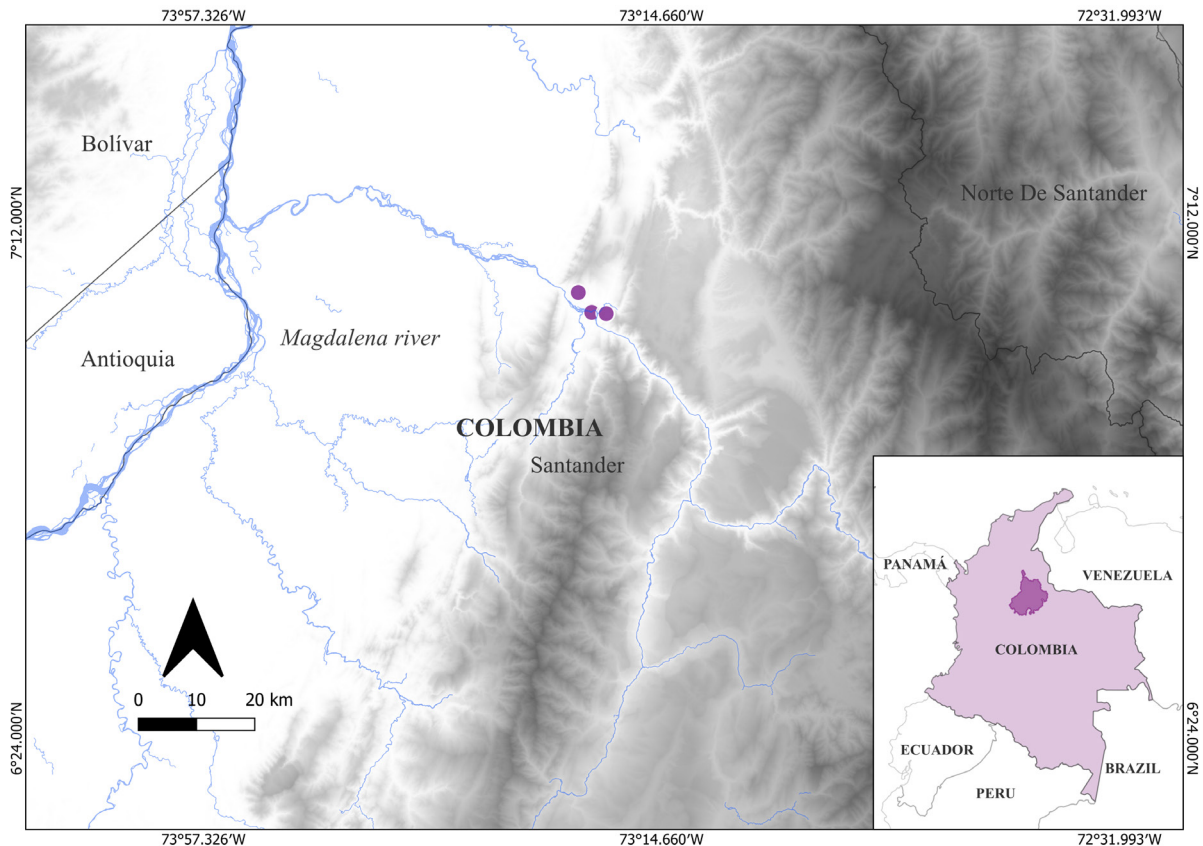 73°57.326′W
73°14.660′W
72°31.993′W
Bolívar
Norte De Santander
7°12.000′N
7°12.000′N
Magdalena river
Antioquia
COLOMBIA
Santander
PANAMÁ
VENEZUELA
COLOMBIA
0 10 20 km
6°24.000′N
6°24.000′N
ECUADOR
BRAZIL
PERU
73°57.326′W
73°14.660′W
72°31.993′W